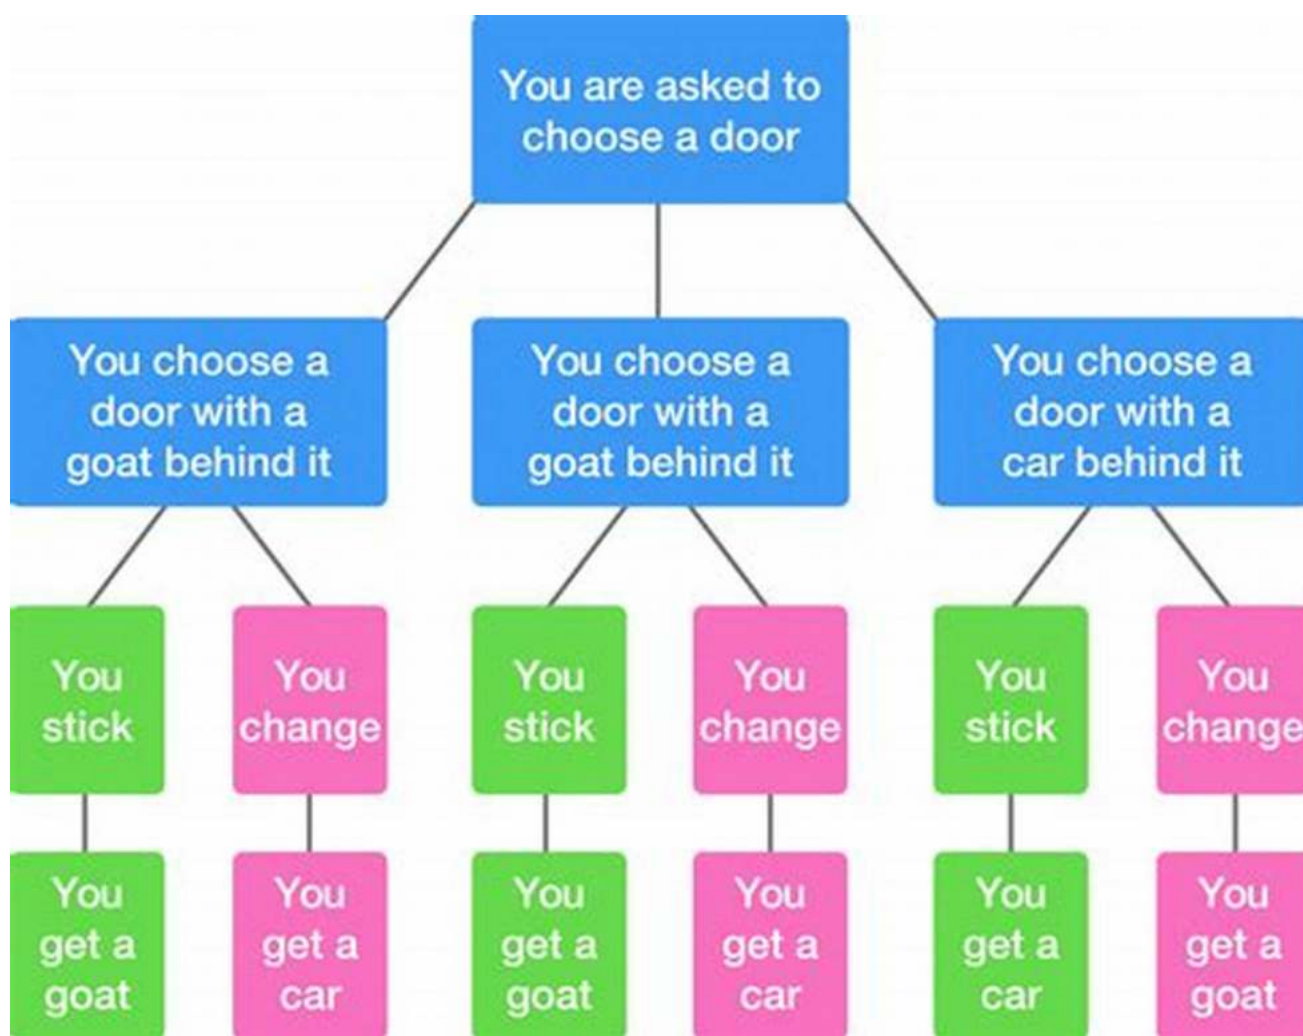 You are asked to
choose a door
You choose a
door with a
goat behind it
You choose a
door with a
goat behind it
You choose a
door with a
car behind it
You
stick
You
change
You
stick
You
change
You
stick
You
change
You
get a
goat
You
get a
car
You
get a
goat
You
get a
car
You
get a
car
You
get a
goat